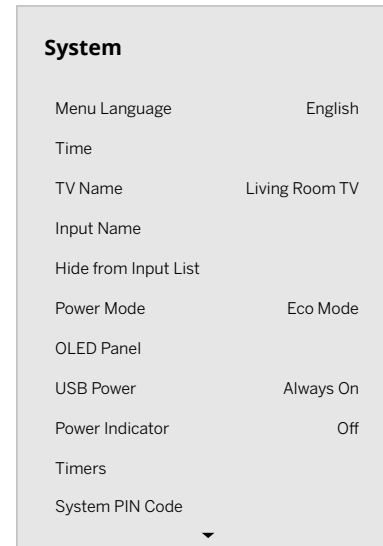 System
Menu Language English
Time
TV Name Living Room TV
Input Name
Hide from Input List
Power Mode Eco Mode
OLED Panel
USB Power Always On
Power Indicator Off
Timers
System PIN Code